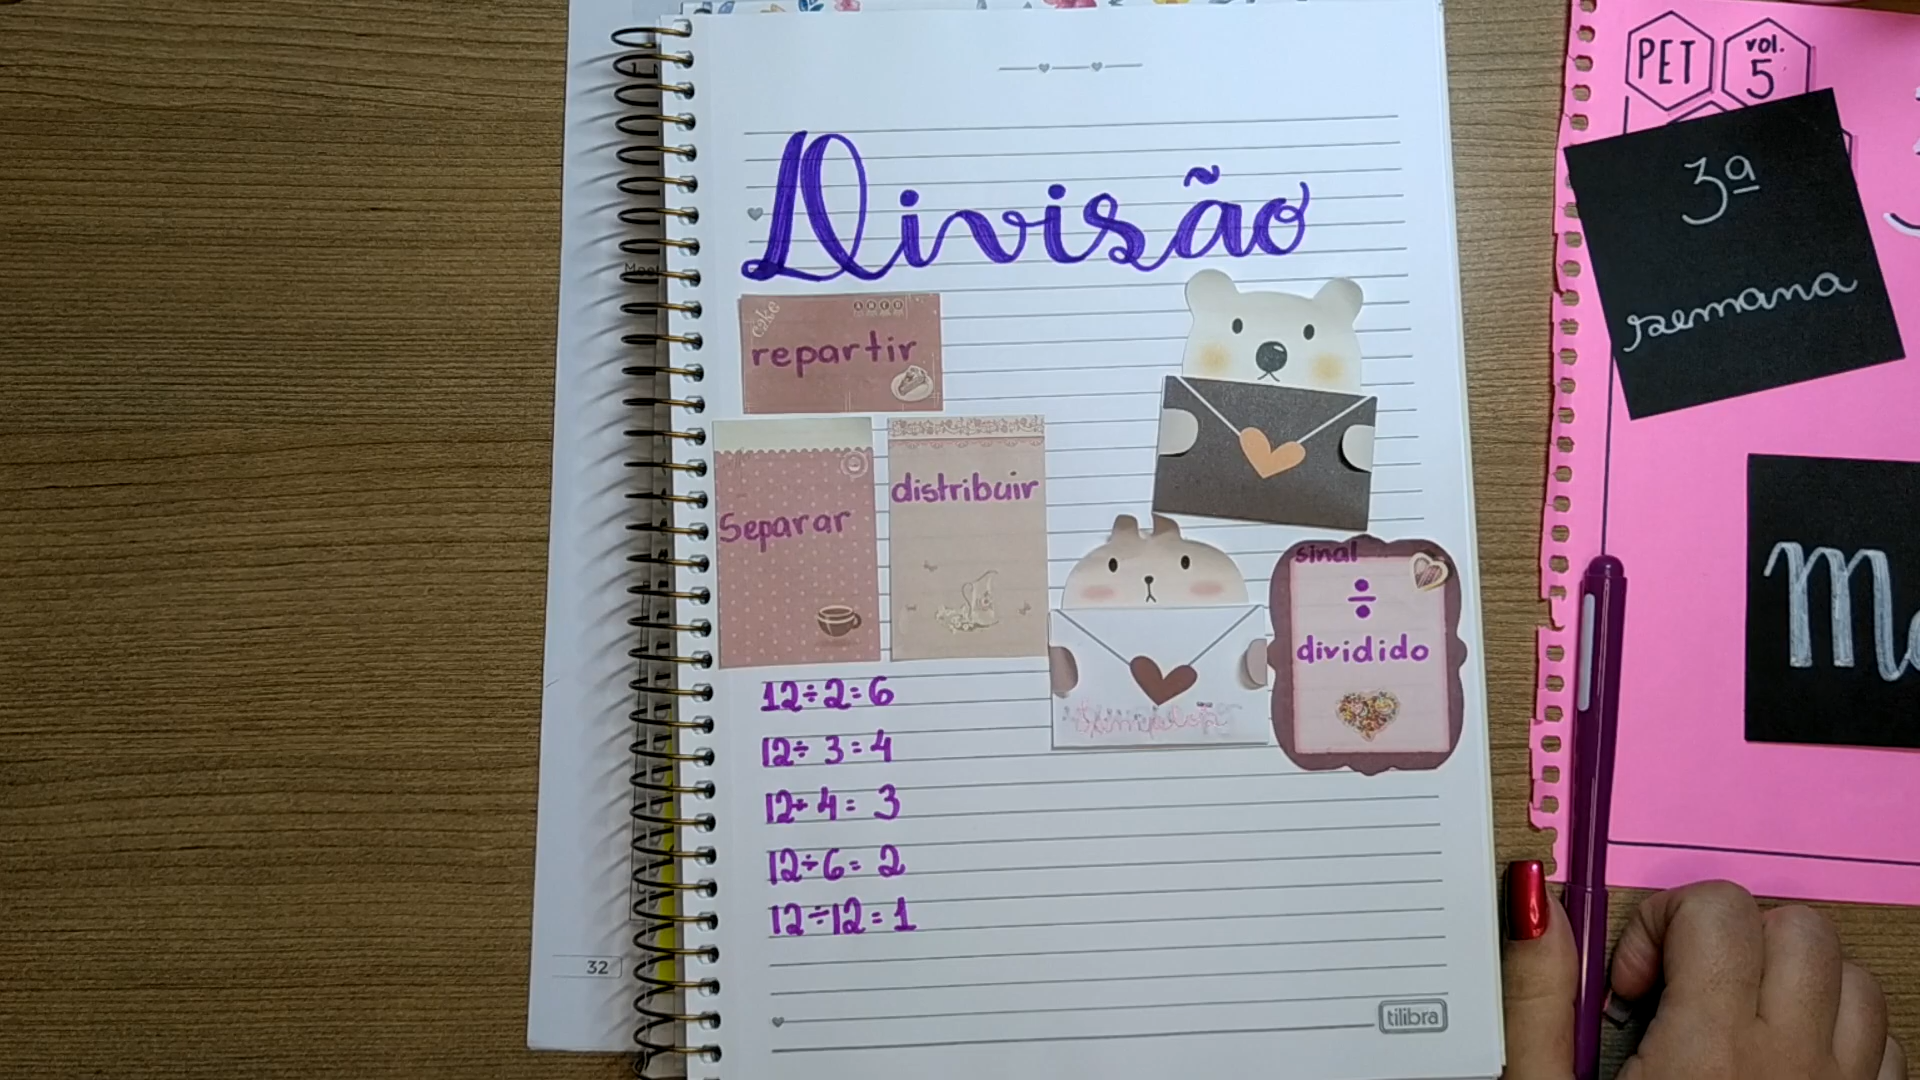 Divisão
cake
repartir
Separar
distribuir
sinal
÷
dividido
12÷2=6
12÷ 3=4
12÷ 4= 3
12÷6= 2
12÷12=1
tilibra
32
PET
vol.
5
3ª
semana